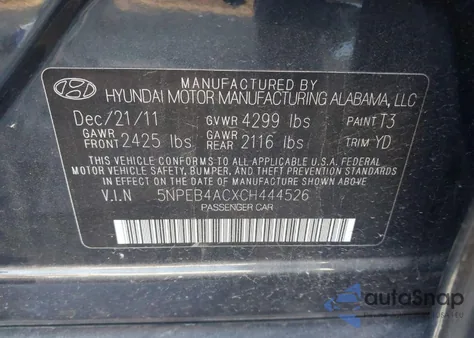 MANUFACTURED BY
HYUNDAI MOTOR MANUFACTURING ALABAMA, LLC
Dec/21/11 GVWR 4299 lbs PAINT T3
GAWR FRONT 2425 lbs GAWR REAR 2116 lbs TRIM YD
THIS VEHICLE CONFORMS TO ALL APPLICABLE U.S.A. FEDERAL
MOTOR VEHICLE SAFETY, BUMPER, AND THEFT PREVENTION
STANDARDS IN EFFECT ON THE DATE OF MANUFACTURE SHOWN ABOVE.
V.I.N 5NPEB4ACXCH444526
PASSENGER CAR
autoSnap